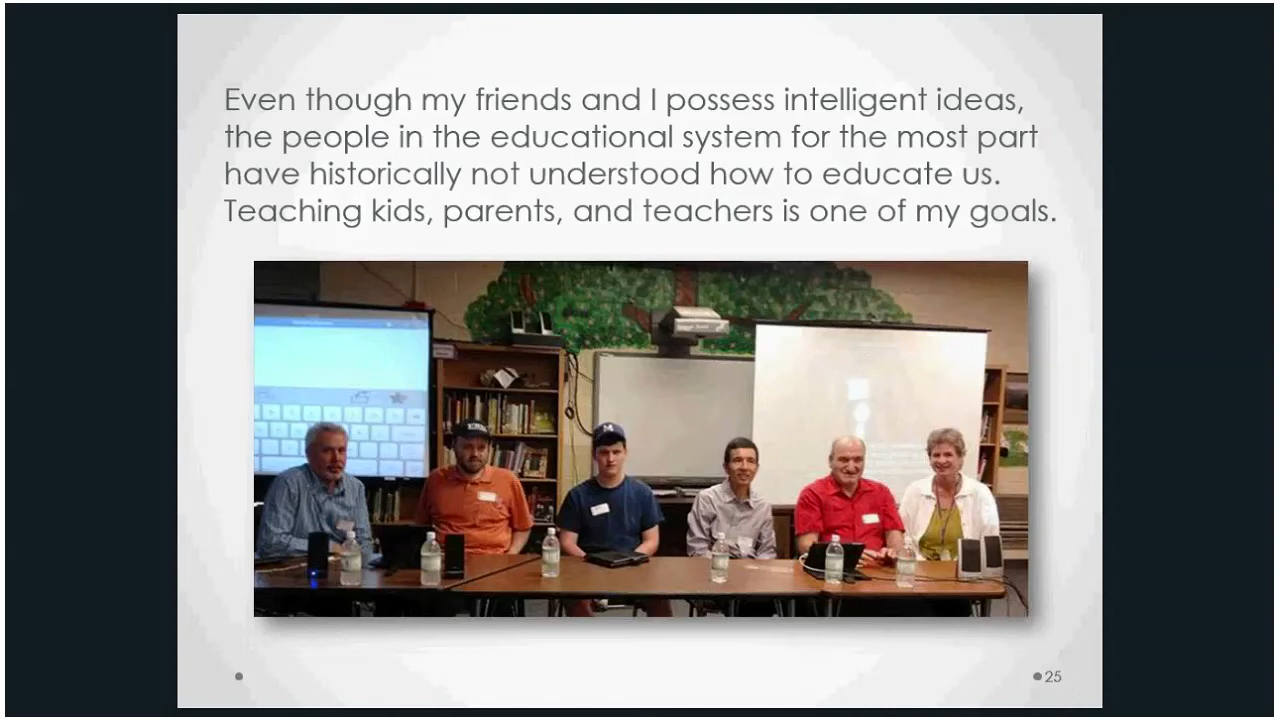 Even though my friends and I possess intelligent ideas,
the people in the educational system for the most part
have historically not understood how to educate us.
Teaching kids, parents, and teachers is one of my goals.
M
25